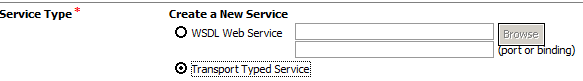 Service Type * Create a New Service
WSDL Web Service Browse
(port or binding)
Transport Typed Service